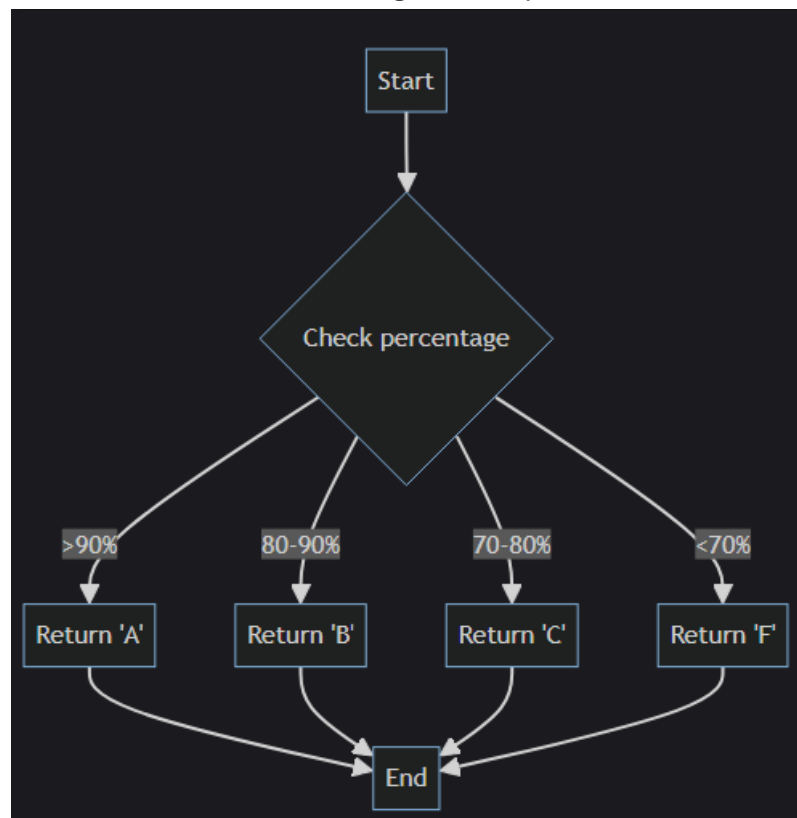 Start
Check percentage
>90%
80-90%
70-80%
<70%
Return 'A'
Return 'B'
Return 'C'
Return 'F'
End